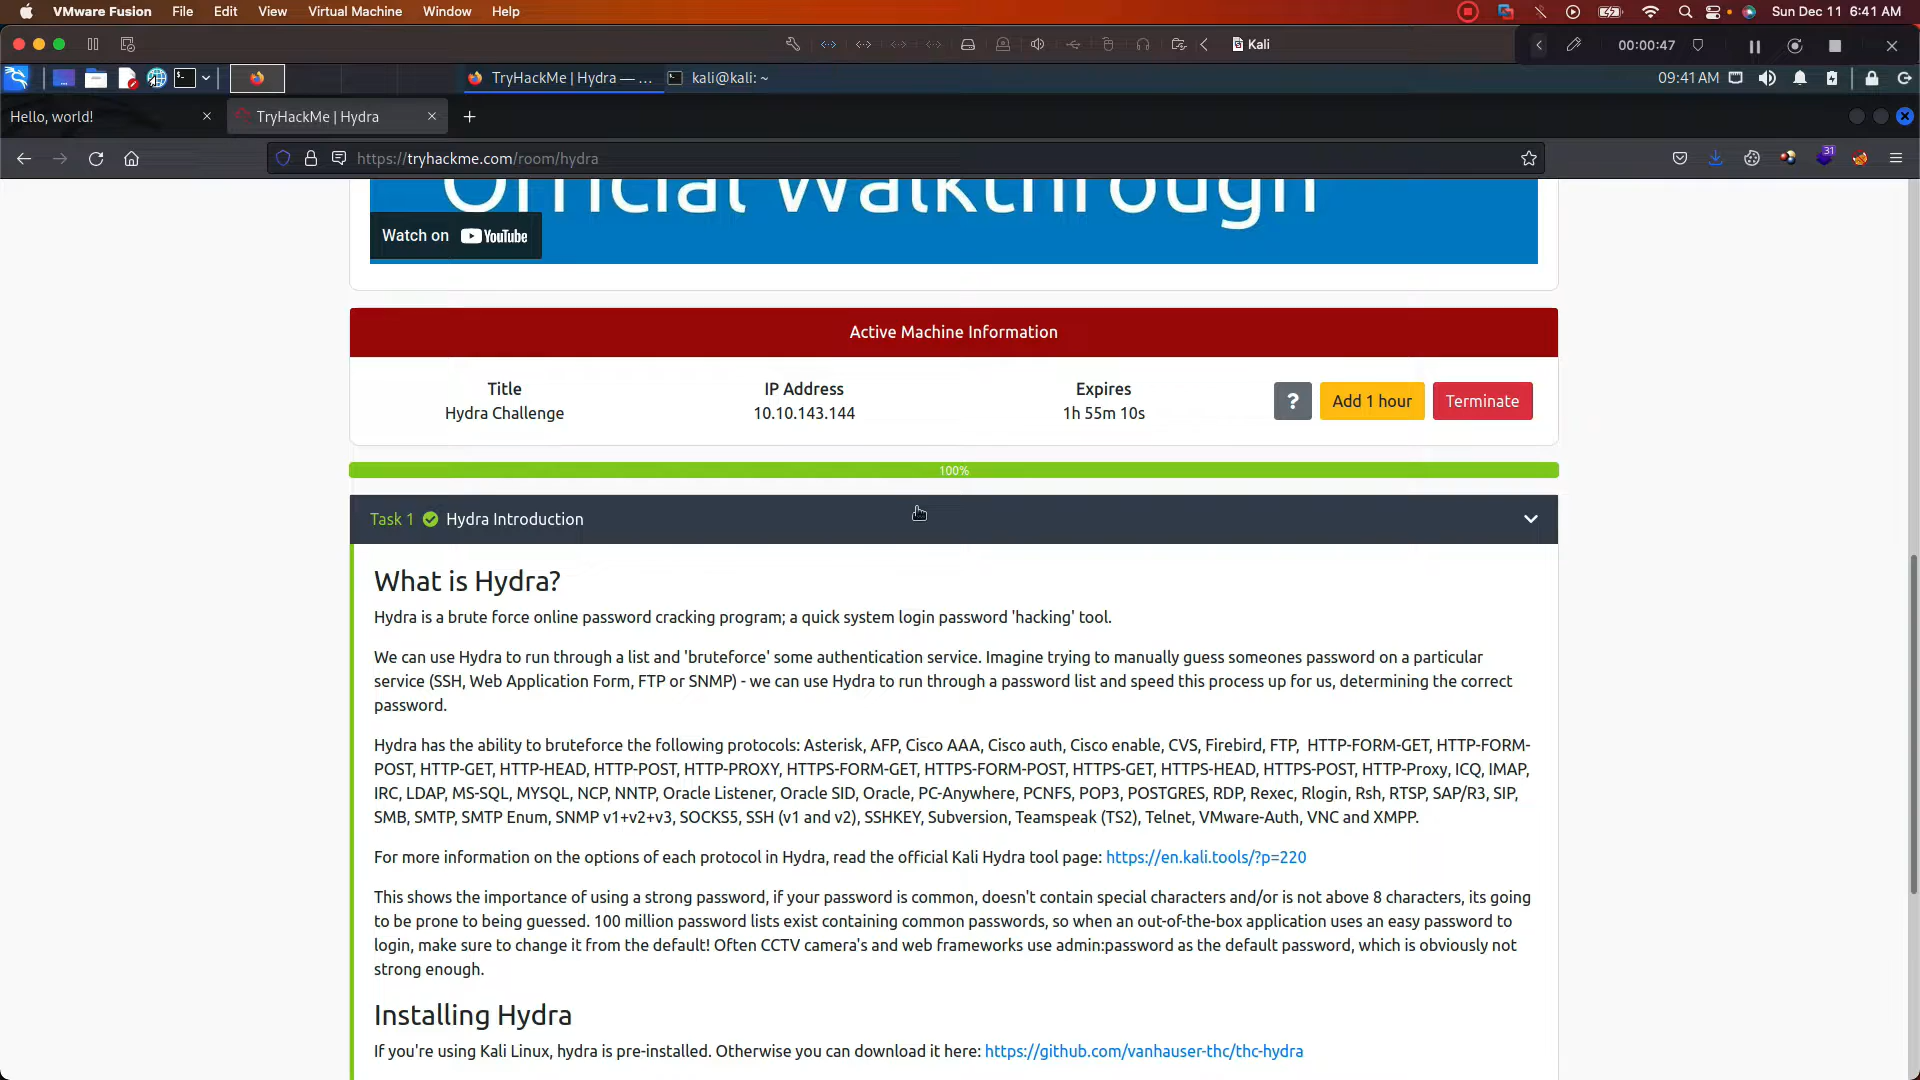 VMware Fusion File Edit View Virtual Machine Window Help Sun Dec 11 6:41 AM
Kali 00:00:47
TryHackMe | Hydra — ... kali@kali: ~ 09:41 AM
Hello, world! TryHackMe | Hydra
https://tryhackme.com/room/hydra 31
Official Walkthrough
Watch on YouTube
Active Machine Information
Title IP Address Expires
Hydra Challenge 10.10.143.144 1h 55m 10s ? Add 1 hour Terminate
100%
Task 1 Hydra Introduction
What is Hydra?
Hydra is a brute force online password cracking program; a quick system login password 'hacking' tool.
We can use Hydra to run through a list and 'bruteforce' some authentication service. Imagine trying to manually guess someones password on a particular
service (SSH, Web Application Form, FTP or SNMP) - we can use Hydra to run through a password list and speed this process up for us, determining the correct
password.
Hydra has the ability to bruteforce the following protocols: Asterisk, AFP, Cisco AAA, Cisco auth, Cisco enable, CVS, Firebird, FTP, HTTP-FORM-GET, HTTP-FORM-
POST, HTTP-GET, HTTP-HEAD, HTTP-POST, HTTP-PROXY, HTTPS-FORM-GET, HTTPS-FORM-POST, HTTPS-GET, HTTPS-HEAD, HTTPS-POST, HTTP-Proxy, ICQ, IMAP,
IRC, LDAP, MS-SQL, MYSQL, NCP, NNTP, Oracle Listener, Oracle SID, Oracle, PC-Anywhere, PCNFS, POP3, POSTGRES, RDP, Rexec, Rlogin, Rsh, RTSP, SAP/R3, SIP,
SMB, SMTP, SMTP Enum, SNMP v1+v2+v3, SOCKS5, SSH (v1 and v2), SSHKEY, Subversion, Teamspeak (TS2), Telnet, VMware-Auth, VNC and XMPP.
For more information on the options of each protocol in Hydra, read the official Kali Hydra tool page: https://en.kali.tools/?p=220
This shows the importance of using a strong password, if your password is common, doesn't contain special characters and/or is not above 8 characters, its going
to be prone to being guessed. 100 million password lists exist containing common passwords, so when an out-of-the-box application uses an easy password to
login, make sure to change it from the default! Often CCTV camera's and web frameworks use admin:password as the default password, which is obviously not
strong enough.
Installing Hydra
If you're using Kali Linux, hydra is pre-installed. Otherwise you can download it here: https://github.com/vanhauser-thc/thc-hydra